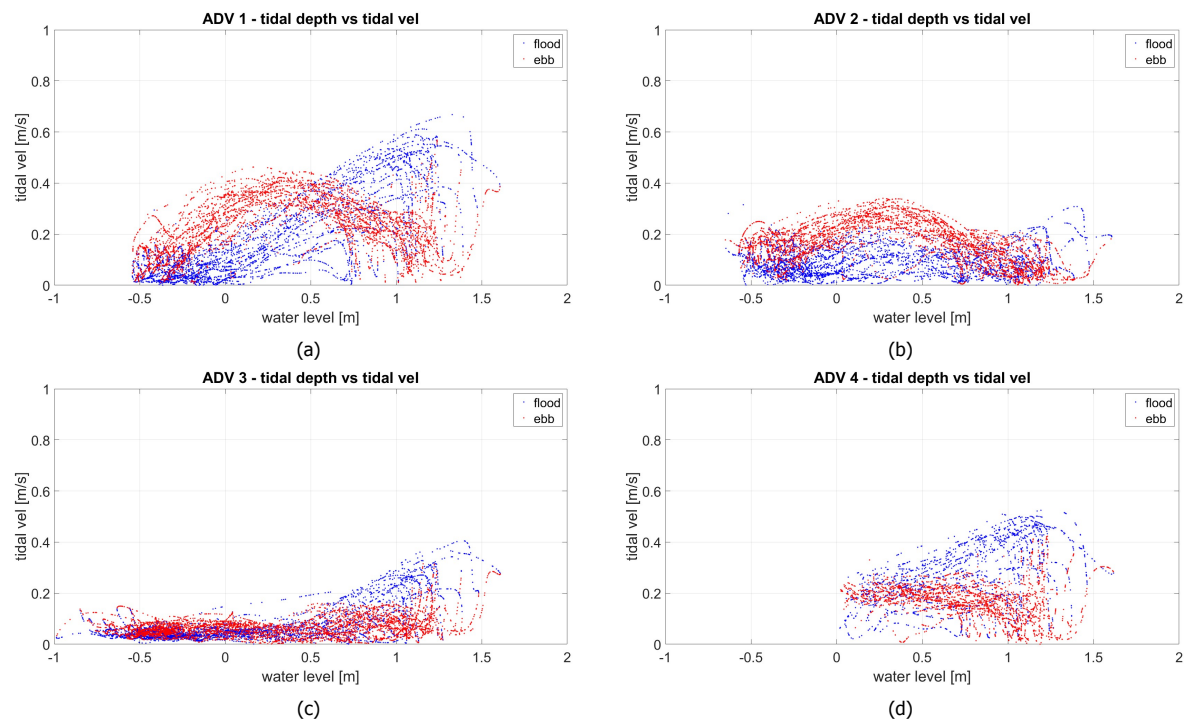 ADV 1 - tidal depth vs tidal vel
1
0.8
0.6
0.4
0.2
0
tidal vel [m/s]
flood
ebb
-1 -0.5 0 0.5 1 1.5 2
water level [m]
(a)
ADV 2 - tidal depth vs tidal vel
1
0.8
0.6
0.4
0.2
0
tidal vel [m/s]
flood
ebb
-1 -0.5 0 0.5 1 1.5 2
water level [m]
(b)
ADV 3 - tidal depth vs tidal vel
1
0.8
0.6
0.4
0.2
0
tidal vel [m/s]
flood
ebb
-1 -0.5 0 0.5 1 1.5 2
water level [m]
(c)
ADV 4 - tidal depth vs tidal vel
1
0.8
0.6
0.4
0.2
0
tidal vel [m/s]
flood
ebb
-1 -0.5 0 0.5 1 1.5 2
water level [m]
(d)